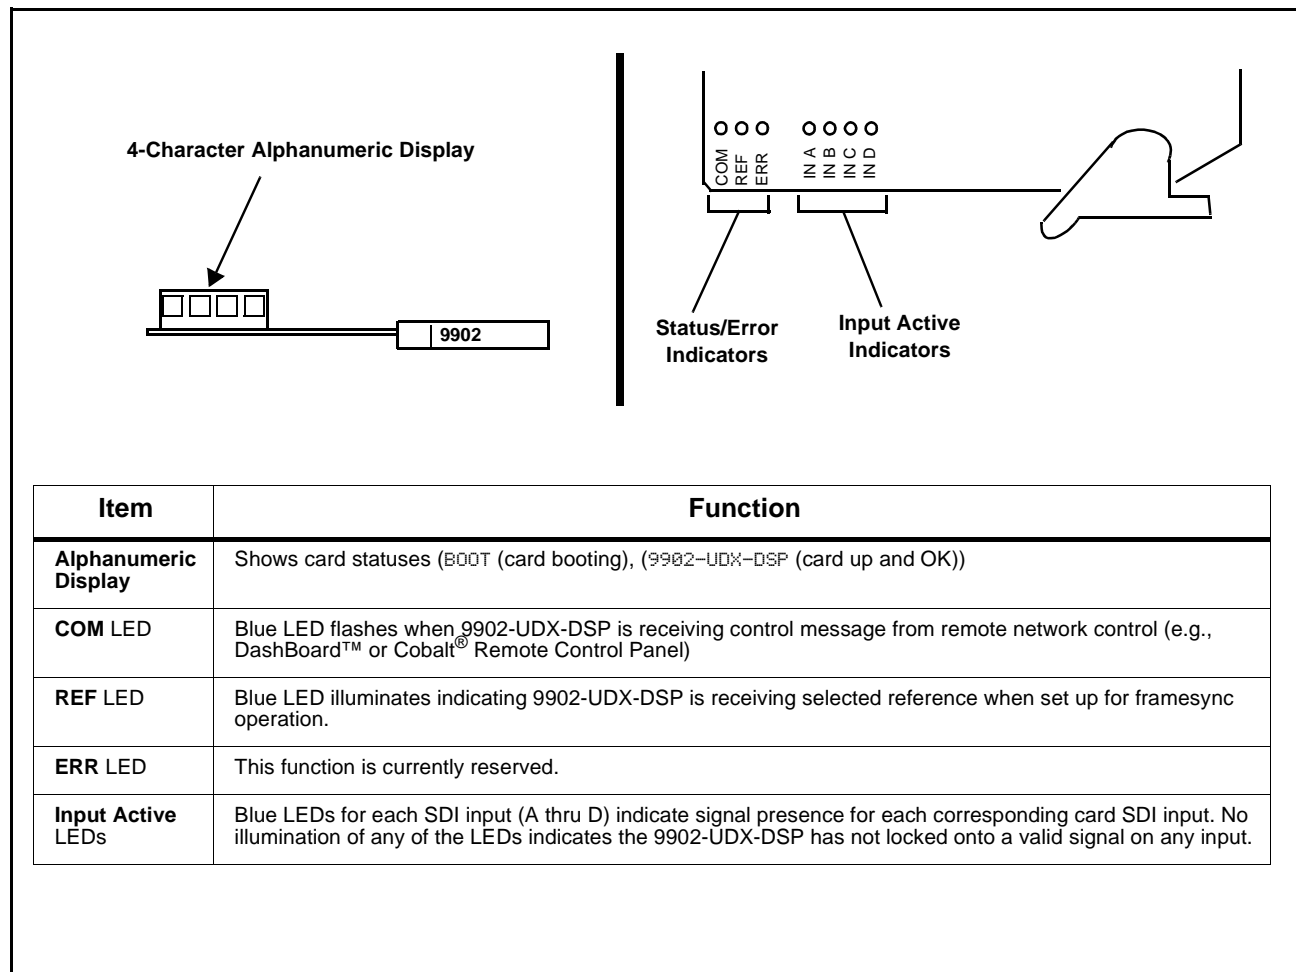 4-Character Alphanumeric Display
9902
COM
REF
ERR
IN A
IN B
IN C
IN D
Status/Error
Indicators
Input Active
Indicators
Item
Function
Alphanumeric
Display
Shows card statuses (BOOT (card booting), (9902-UDX-DSP (card up and OK))
COM LED
Blue LED flashes when 9902-UDX-DSP is receiving control message from remote network control (e.g.,
DashBoard™ or Cobalt® Remote Control Panel)
REF LED
Blue LED illuminates indicating 9902-UDX-DSP is receiving selected reference when set up for framesync
operation.
ERR LED
This function is currently reserved.
Input Active
LEDs
Blue LEDs for each SDI input (A thru D) indicate signal presence for each corresponding card SDI input. No
illumination of any of the LEDs indicates the 9902-UDX-DSP has not locked onto a valid signal on any input.